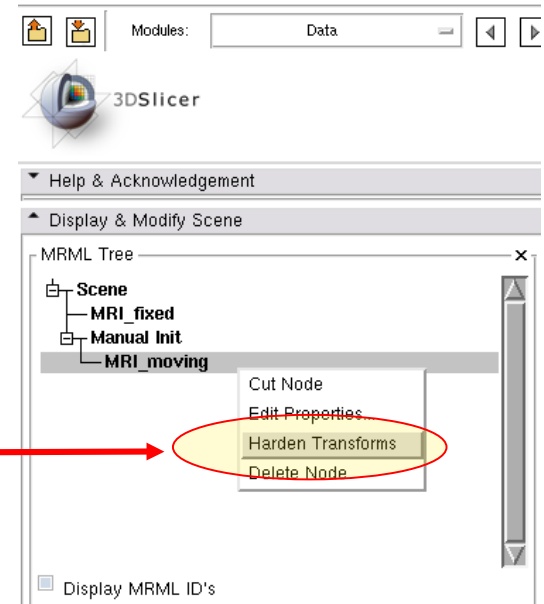 Modules: Data
3DSlicer
Help & Acknowledgement
Display & Modify Scene
MRML Tree
Scene
MRI_fixed
Manual Init
MRI_moving
Cut Node
Edit Properties...
Harden Transforms
Delete Node
Display MRML ID's